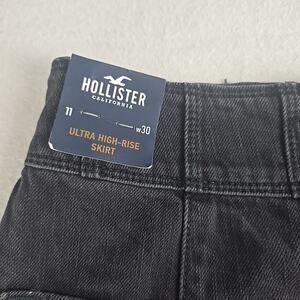 HOLLISTER
CALIFORNIA
11 W30
ULTRA HIGH-RISE
SKIRT